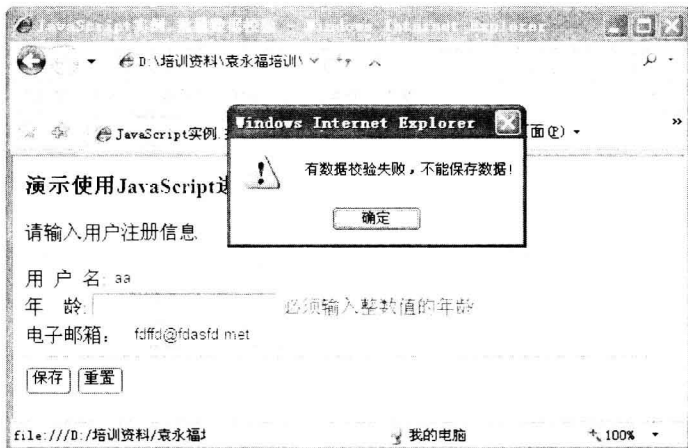 D:\培训资料\袁永福培训\
JavaScript实例.
面(P)
Windows Internet Explorer
有数据校验失败，不能保存数据!
确定
演示使用JavaScript进
请输入用户注册信息
用 户 名: aa
年 龄: 必须输入整数值的年龄
电子邮箱: fdffd@fdasfd.met
保存 重置
file:///D:/培训资料/袁永福培 我的电脑 100%